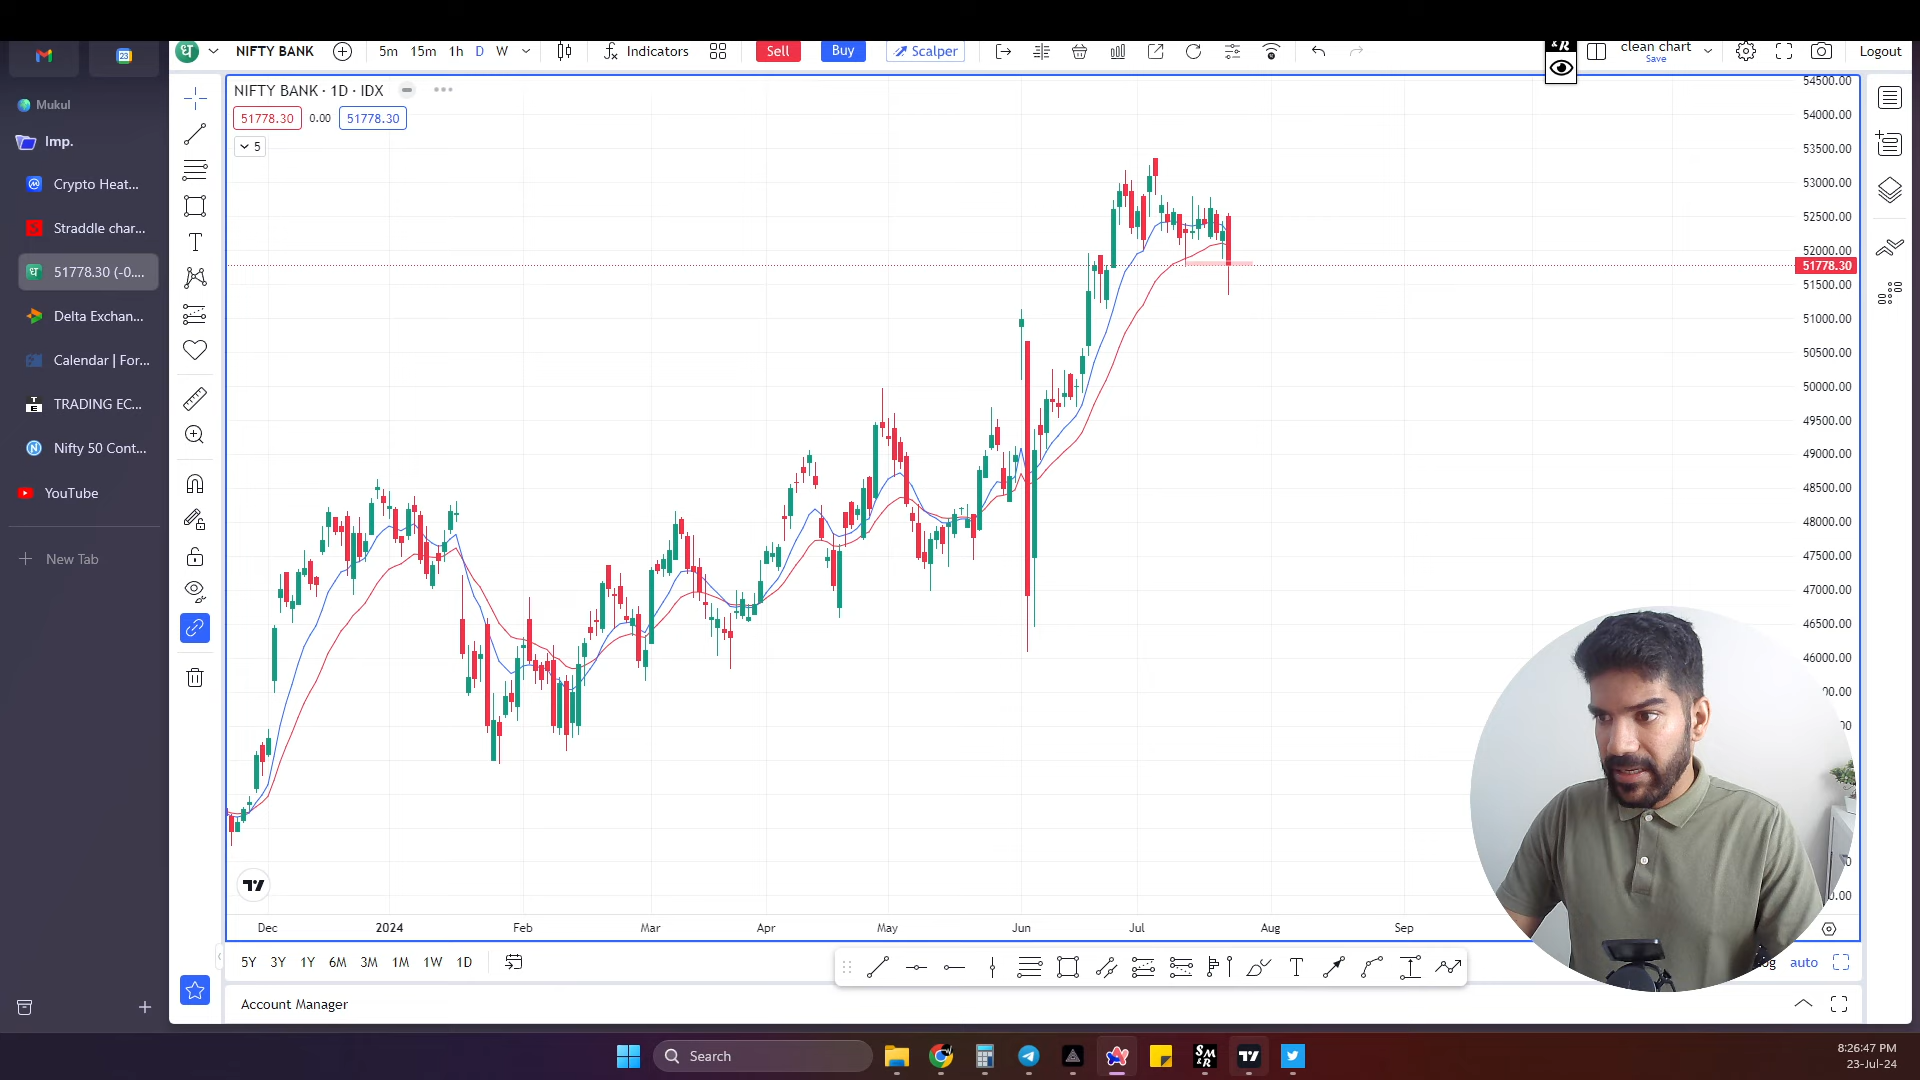 NIFTY BANK
5m 15m 1h D W
Indicators
Sell
Buy
Scalper
clean chart
Save
Logout
Mukul
Imp.
Crypto Heat...
Straddle char...
51778.30 (-0....
Delta Exchan...
Calendar | For...
TRADING EC...
Nifty 50 Cont...
YouTube
New Tab
NIFTY BANK · 1D · IDX
51778.30 0.00 51778.30
5
54500.00
54000.00
53500.00
53000.00
52500.00
52000.00
51778.30
51500.00
51000.00
50500.00
50000.00
49500.00
49000.00
48500.00
48000.00
47500.00
47000.00
46500.00
46000.00
Dec 2024 Feb Mar Apr May Jun Jul Aug Sep
5Y 3Y 1Y 6M 3M 1M 1W 1D
auto
Account Manager
Search
8:26:47 PM
23-Jul-24